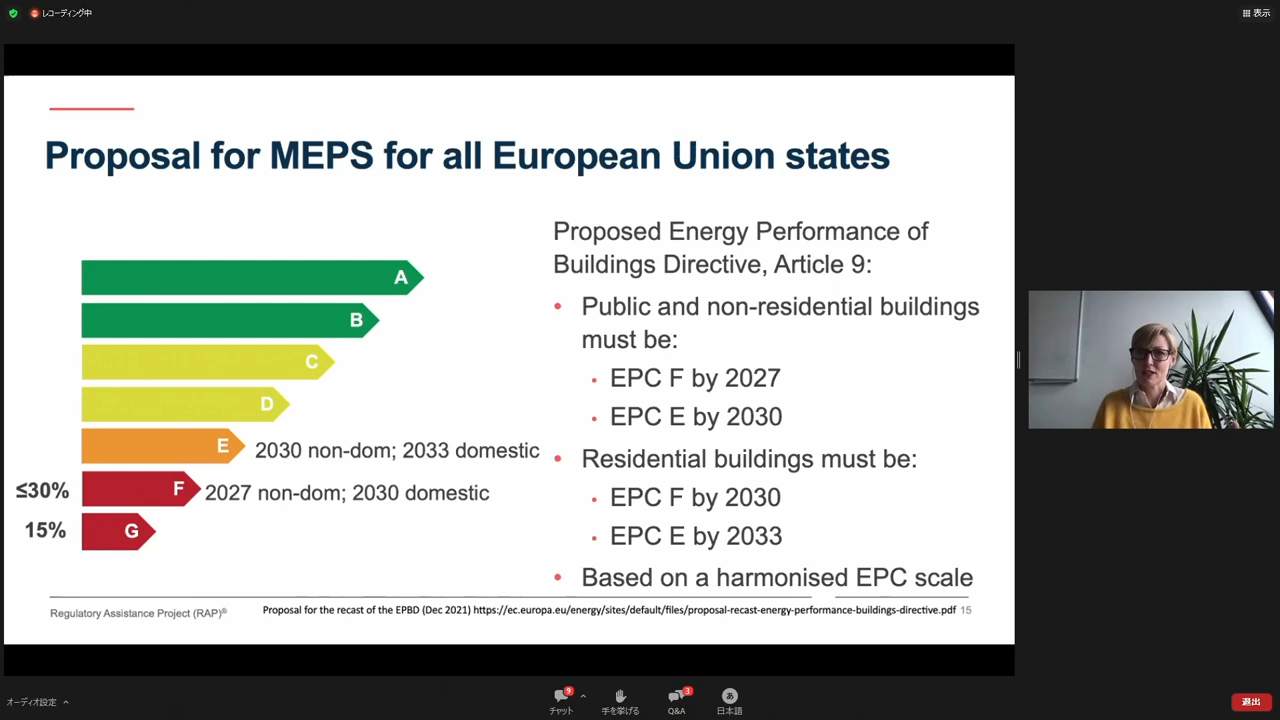 レコーディング中
表示
Proposal for MEPS for all European Union states
A
B
C
D
E 2030 non-dom; 2033 domestic
≤30% F 2027 non-dom; 2030 domestic
15% G
Proposed Energy Performance of
Buildings Directive, Article 9:
• Public and non-residential buildings
must be:
• EPC F by 2027
• EPC E by 2030
• Residential buildings must be:
• EPC F by 2030
• EPC E by 2033
• Based on a harmonised EPC scale
Regulatory Assistance Project (RAP)®
Proposal for the recast of the EPBD (Dec 2021) https://ec.europa.eu/energy/sites/default/files/proposal-recast-energy-performance-buildings-directive.pdf 15
オーディオ設定
9
チャット
手を挙げる
3
Q&A
あ
日本語
退出